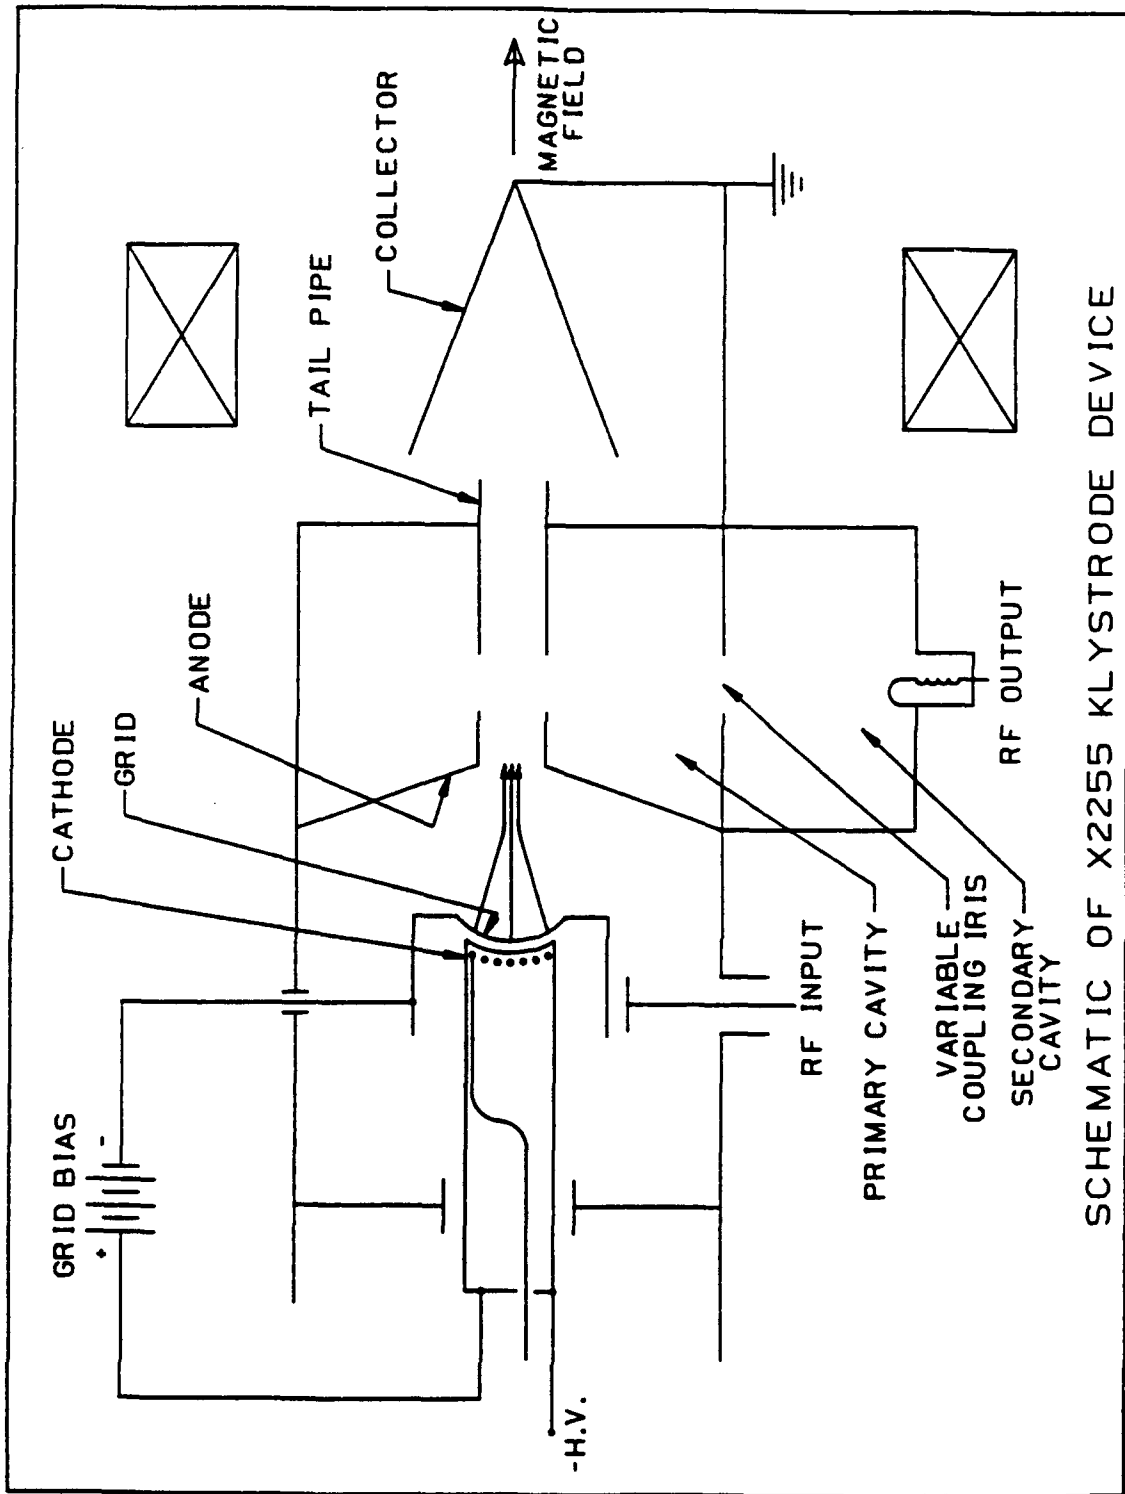 GRID BIAS
+
-
CATHODE
GRID
ANODE
TAIL PIPE
COLLECTOR
MAGNETIC
FIELD
-H.V.
RF INPUT
PRIMARY CAVITY
VARIABLE
COUPLING IRIS
SECONDARY
CAVITY
RF OUTPUT
SCHEMATIC OF X2255 KLYSTRODE DEVICE